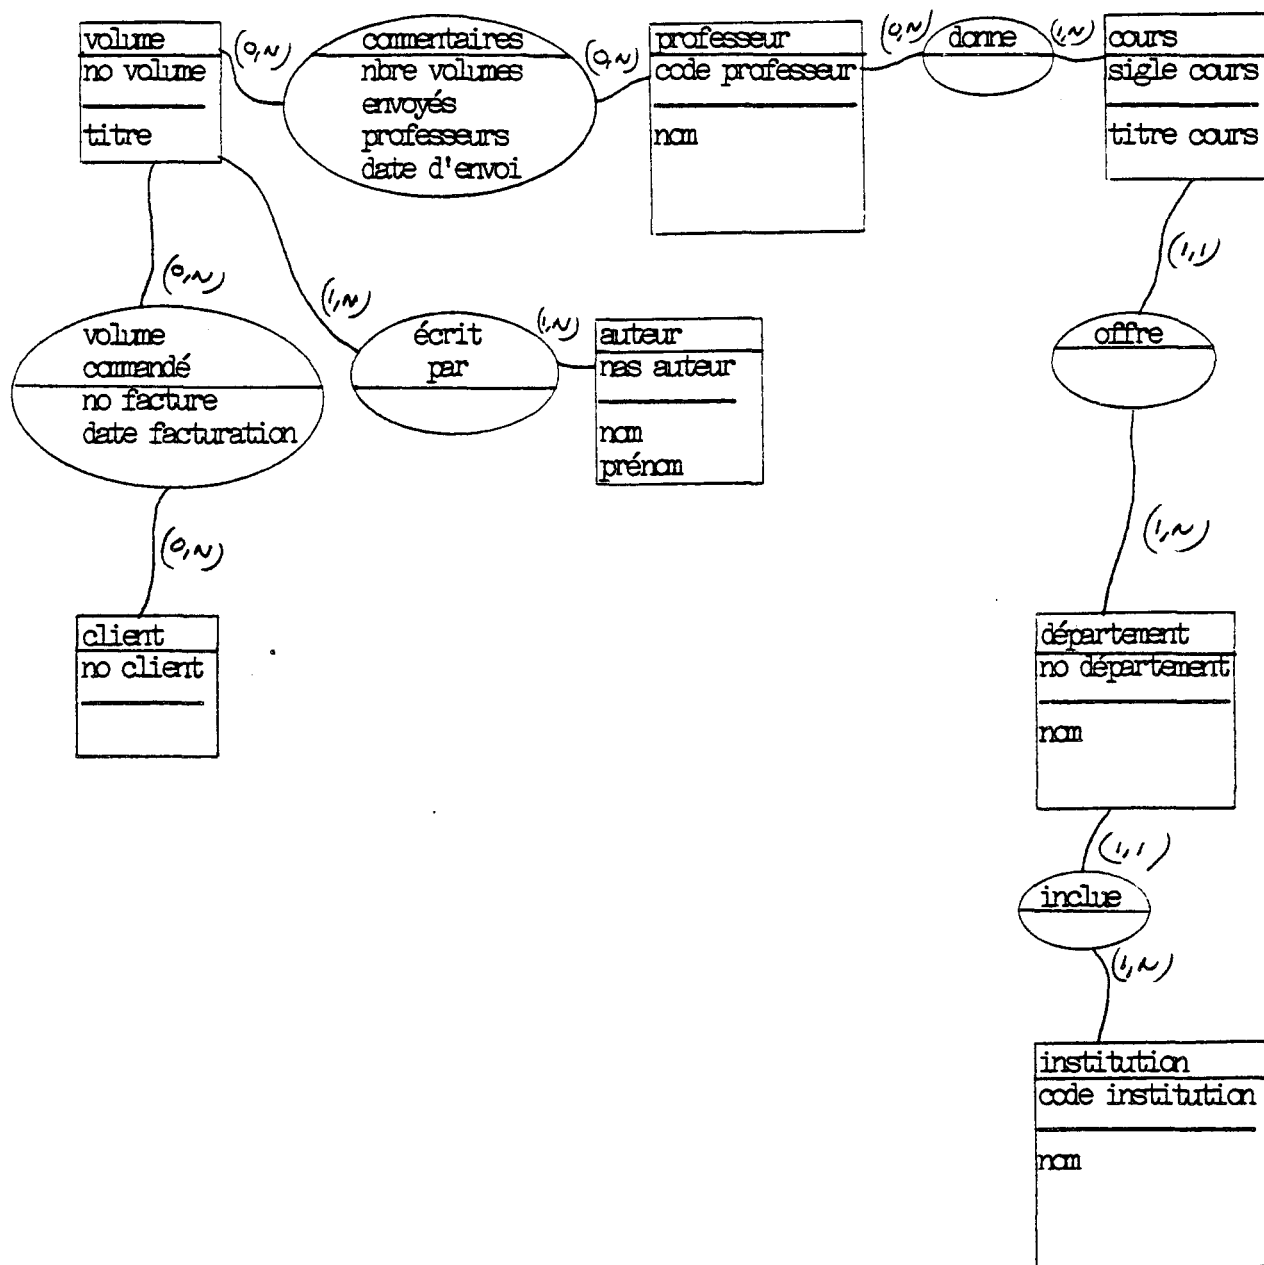 volume
no volume
titre
(0,N)
commentaires
nbre volumes
envoyés
professeurs
date d'envoi
(0,N)
professeur
code professeur
nom
(0,N)
donne
(1,N)
cours
sigle cours
titre cours
(0,N)
(1,N)
(1,1)
volume
commandé
no facture
date facturation
écrit
par
(1,N)
auteur
nas auteur
nom
prénom
offre
(0,N)
(1,N)
client
no client
département
no département
nom
(1,1)
inclue
(1,N)
institution
code institution
nom